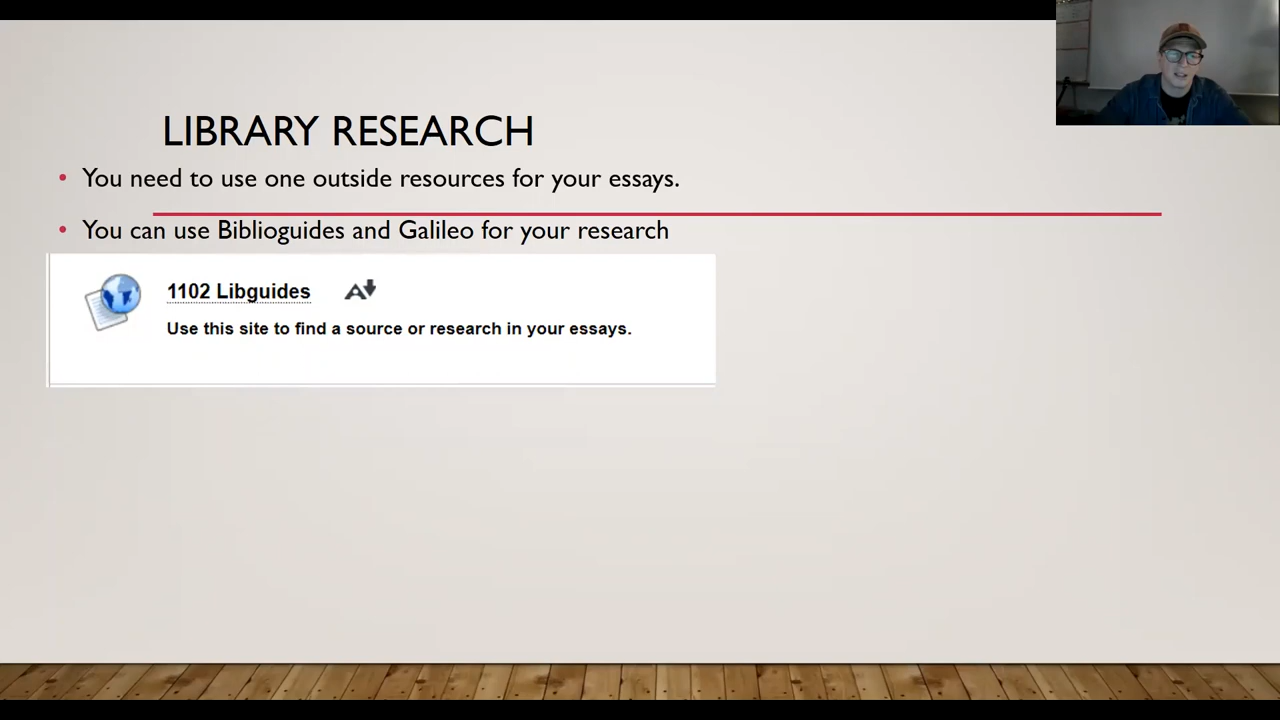 LIBRARY RESEARCH
• You need to use one outside resources for your essays.
• You can use Biblioguides and Galileo for your research
1102 Libguides
Use this site to find a source or research in your essays.